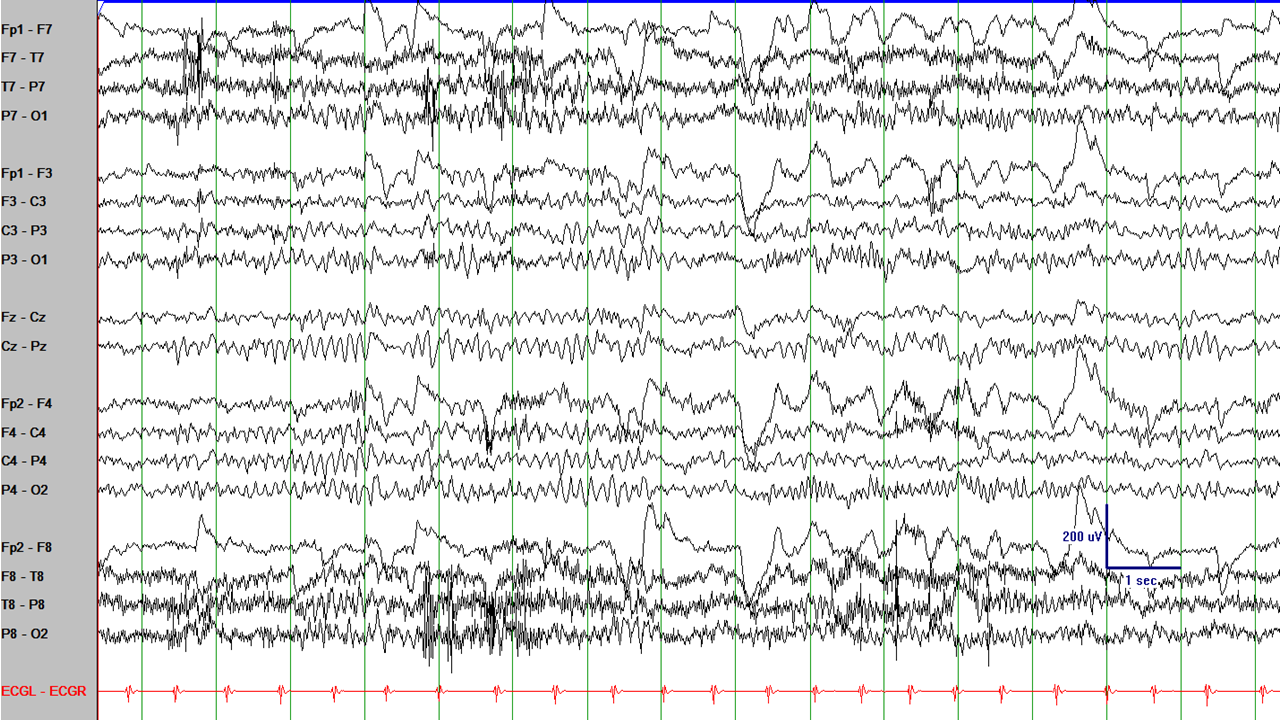 Fp1 - F7
F7 - T7
T7 - P7
P7 - O1
Fp1 - F3
F3 - C3
C3 - P3
P3 - O1
Fz - Cz
Cz - Pz
Fp2 - F4
F4 - C4
C4 - P4
P4 - O2
Fp2 - F8
F8 - T8
T8 - P8
P8 - O2
ECGL - ECGR
200 uV
1 sec.